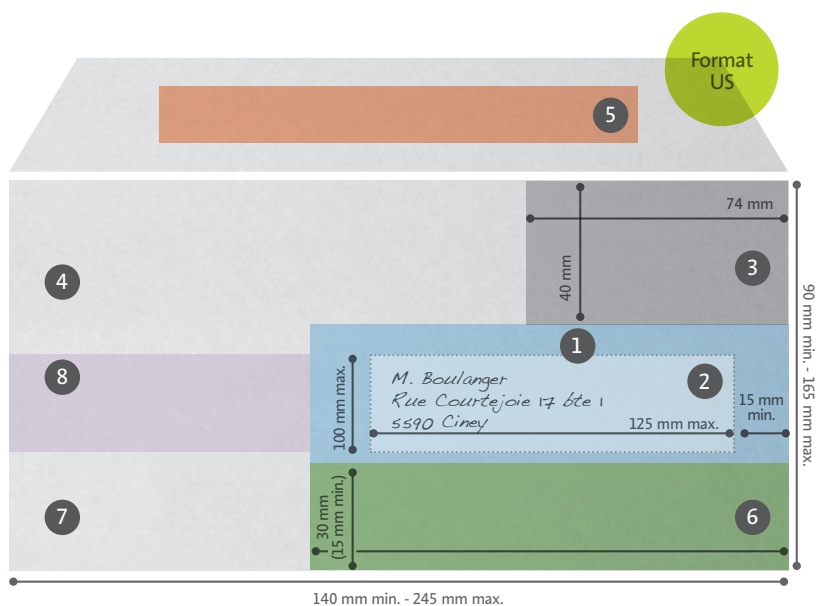 Format
US
5
74 mm
4
40 mm
3
90 mm min. - 165 mm max.
1
8
100 mm max.
M. Boulanger
Rue Courtejoie 17 bte 1
5590 Ciney
2
125 mm max.
15 mm
min.
7
30 mm
(15 mm min.)
6
140 mm min. - 245 mm max.